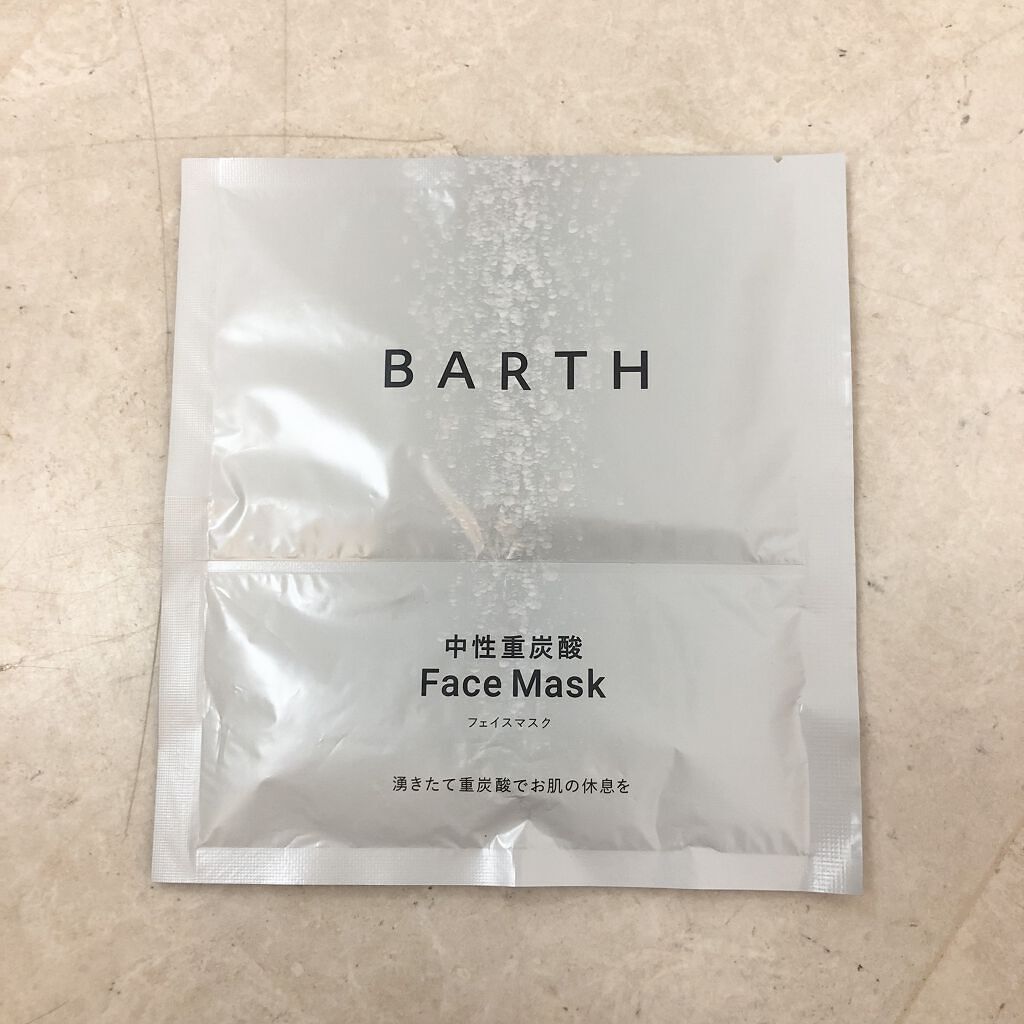 BARTH
中性重炭酸
Face Mask
フェイスマスク
湧きたて重炭酸でお肌の休息を